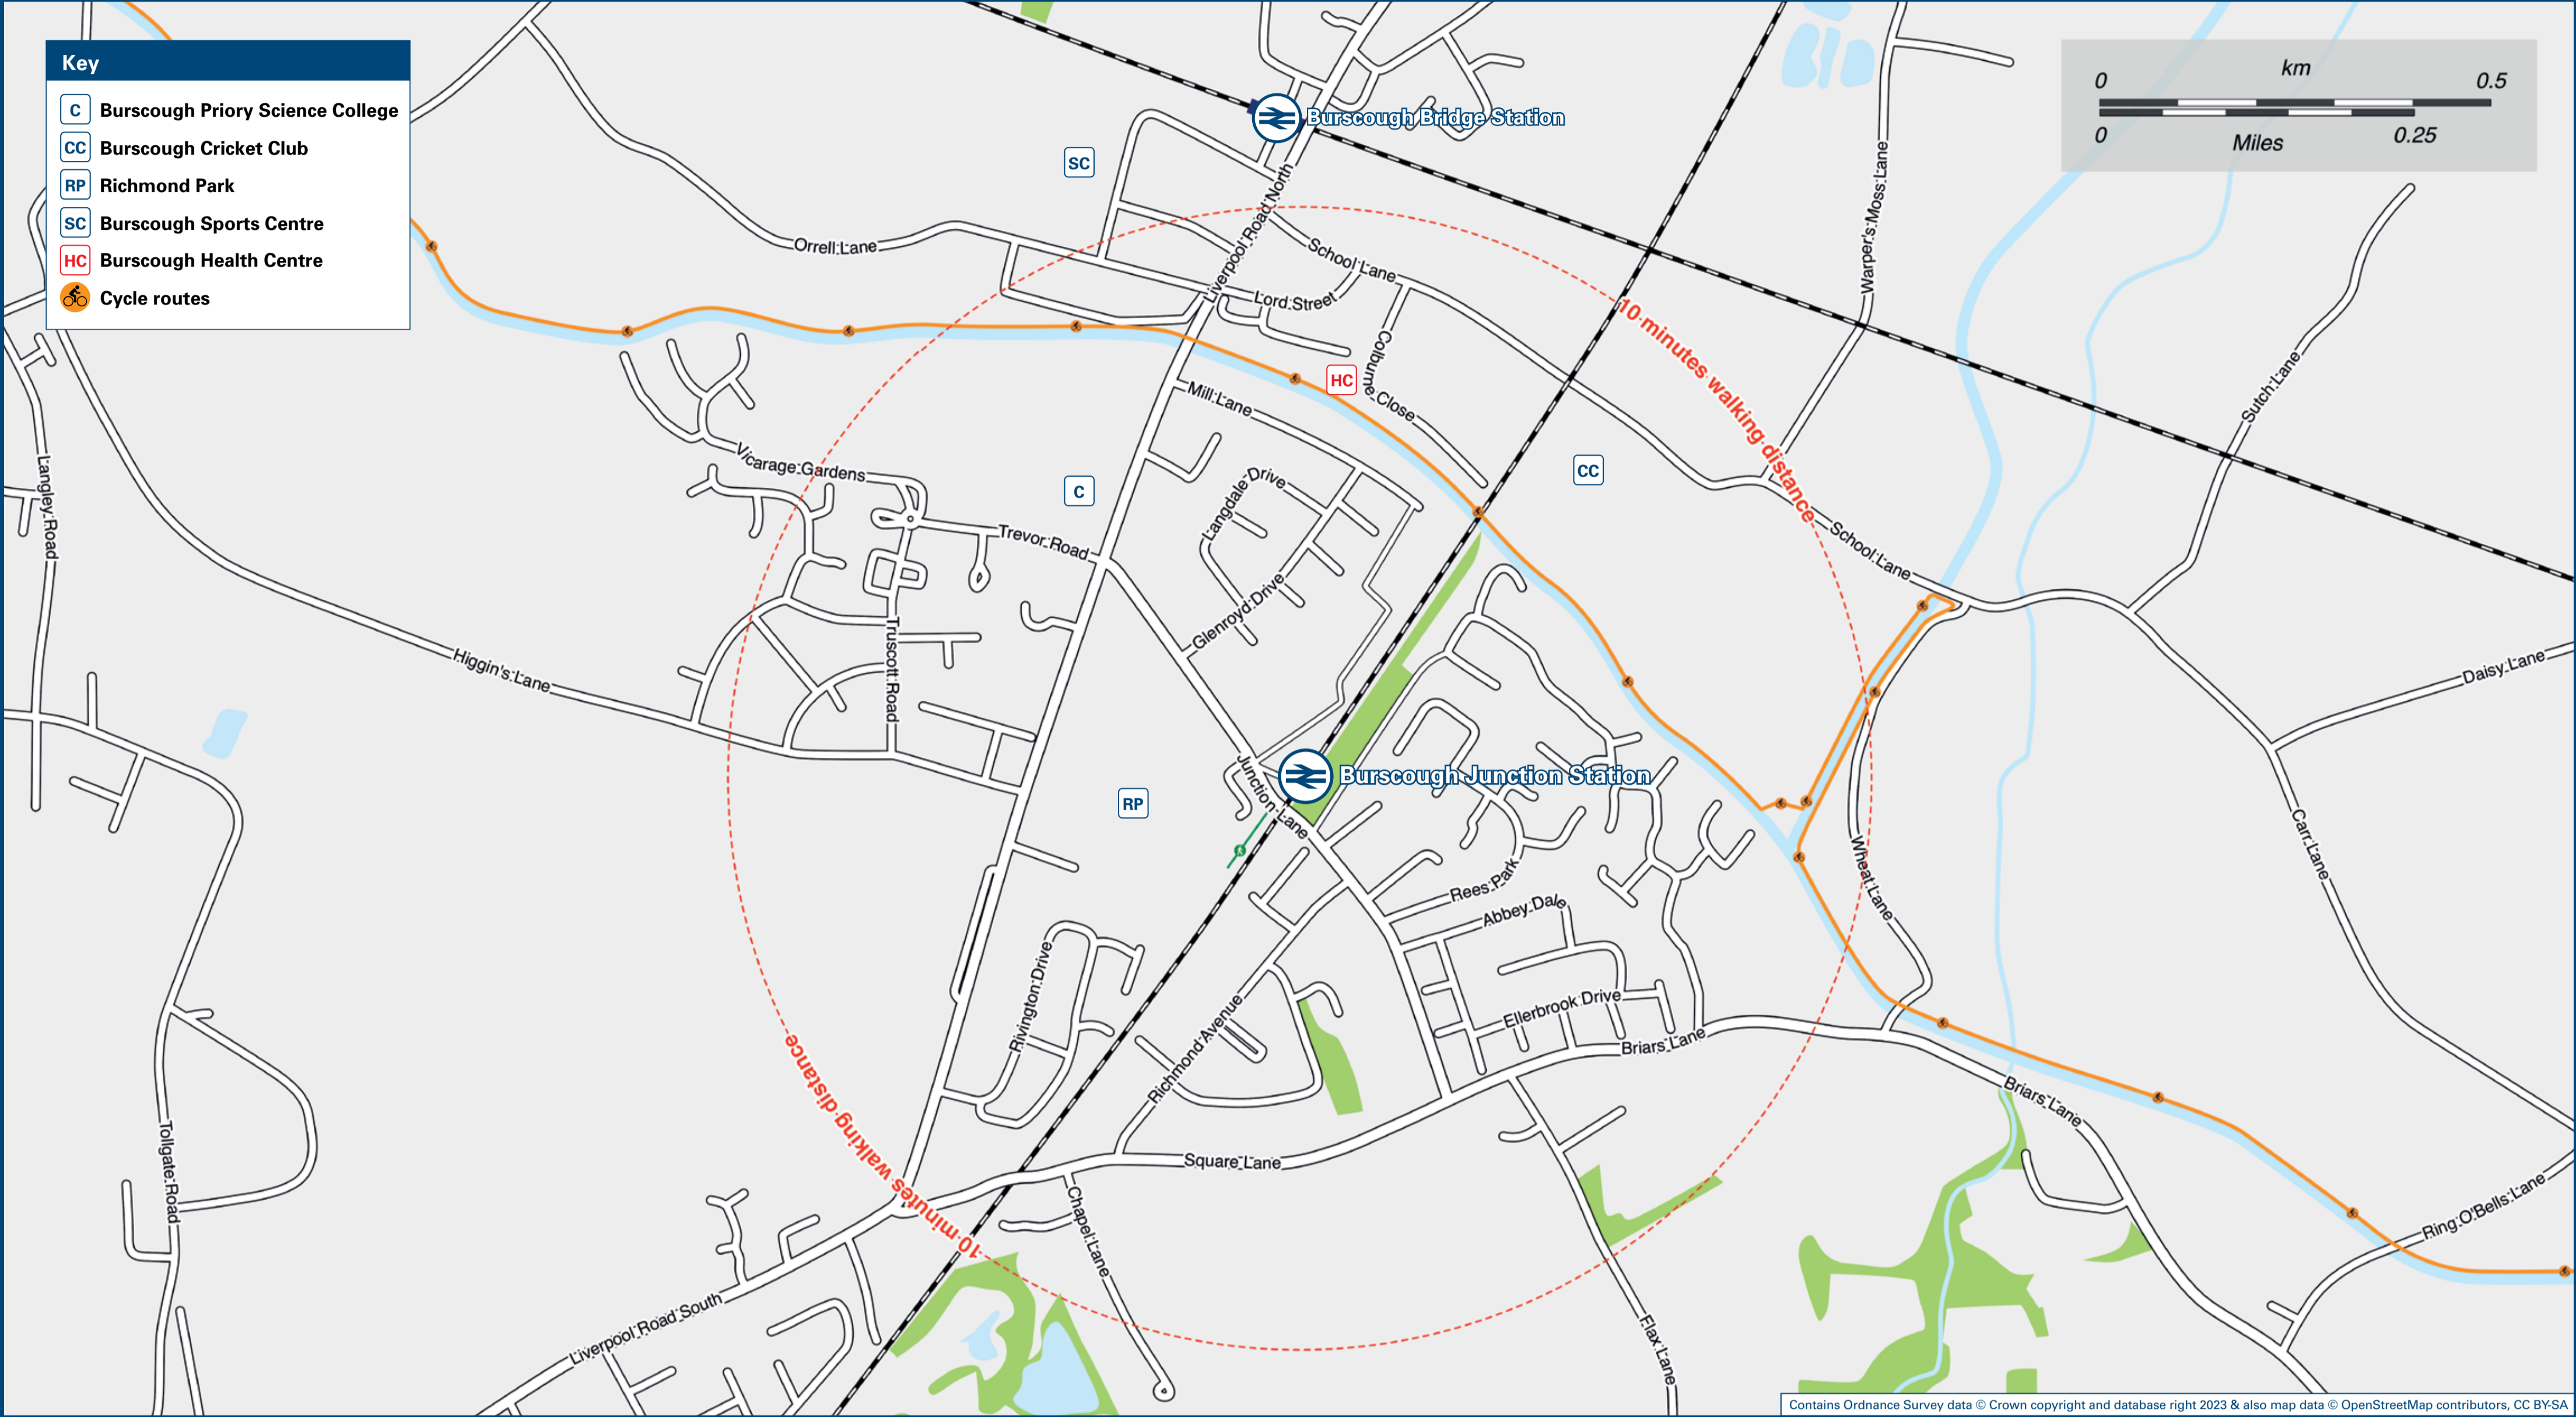 Key
C Burscough Priory Science College
CC Burscough Cricket Club
RP Richmond Park
SC Burscough Sports Centre
HC Burscough Health Centre
Cycle routes
km
0 0.5
0 0.25
Miles
Burscough Bridge Station
SC
Liverpool Road North
Warper's Moss Lane
Orrell Lane
School Lane
Lord Street
10 minutes walking distance
HC
Colburne Close
Mill Lane
Sutch Lane
Vicarage Gardens
C
CC
Langdale Drive
Langley Road
Trevor Road
School Lane
Glenroyd Drive
Truscott Road
Higgin's Lane
Daisy Lane
Junction Lane
Burscough Junction Station
RP
Wheat Lane
Carr Lane
Rees Park
Abbey Dale
Rivington Drive
Ellerbrook Drive
Richmond Avenue
Briars Lane
Briars Lane
10 minutes walking distance
Tollgate Road
Square Lane
Chapel Lane
Ring O'Bells Lane
Liverpool Road South
Flax Lane
Contains Ordnance Survey data © Crown copyright and database right 2023 & also map data © OpenStreetMap contributors, CC BY-SA